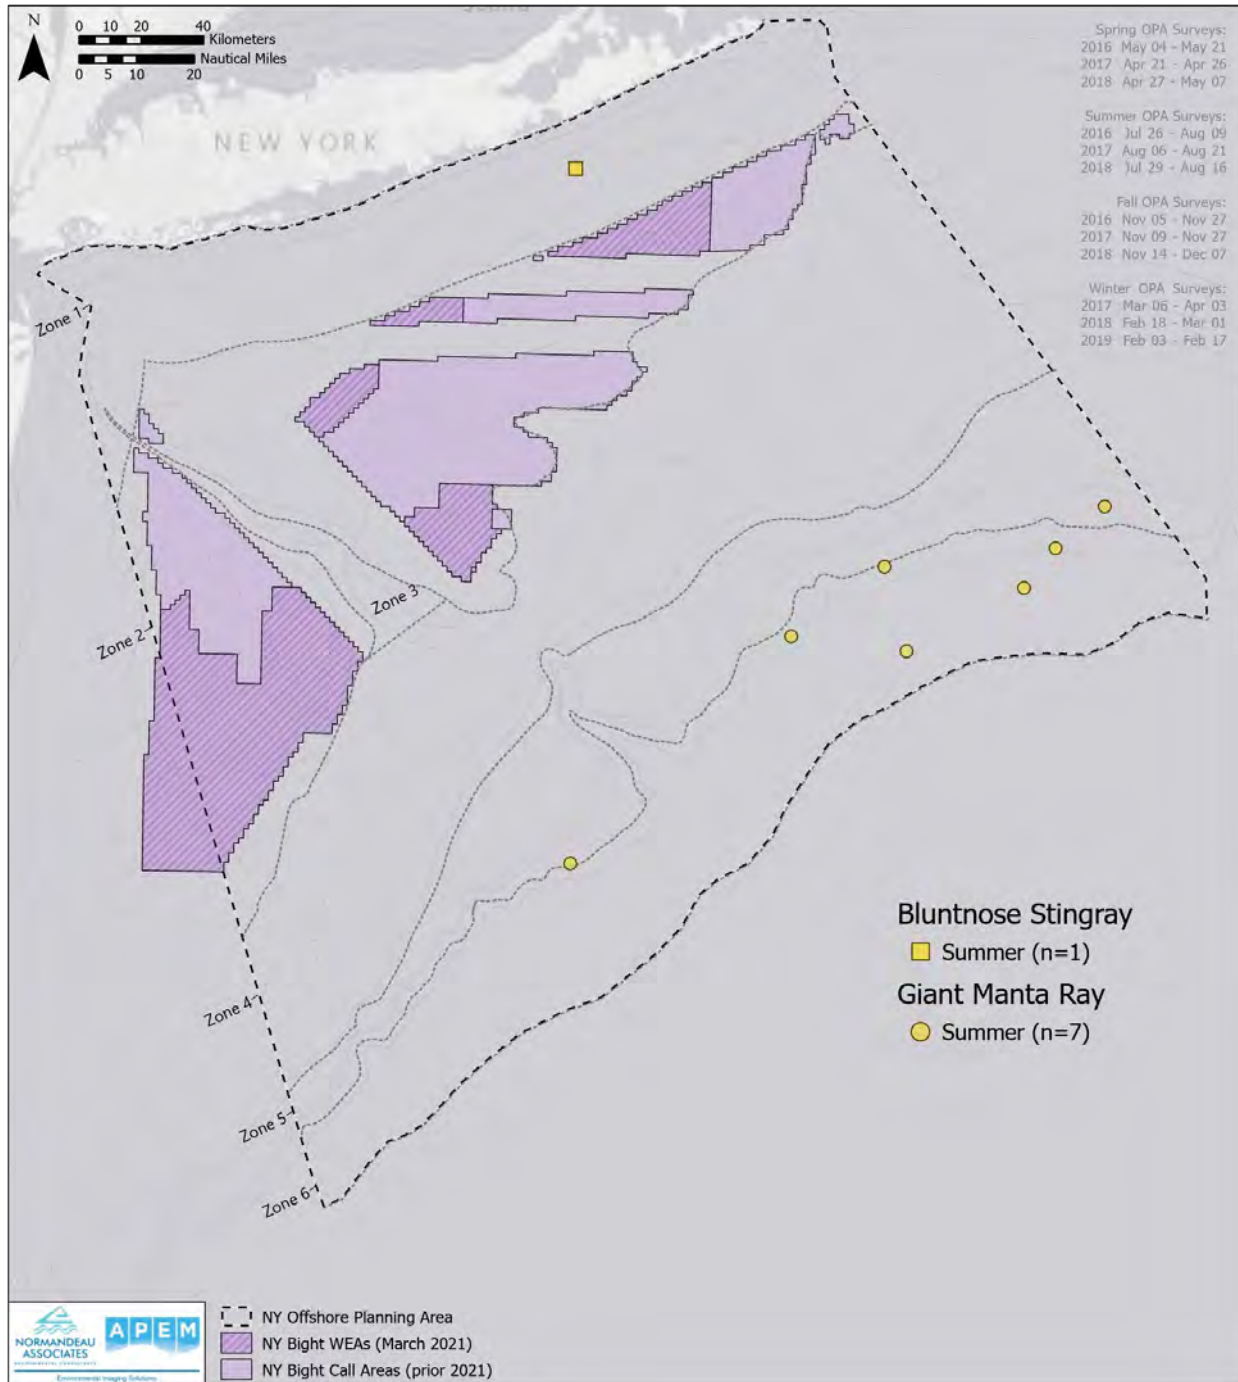 N
0 10 20 40
Kilometers
Nautical Miles
0 5 10 20
Sound
NEW YORK
Spring OPA Surveys:
2016 May 04 - May 21
2017 Apr 21 - Apr 26
2018 Apr 27 - May 07
Summer OPA Surveys:
2016 Jul 26 - Aug 09
2017 Aug 06 - Aug 21
2018 Jul 29 - Aug 16
Fall OPA Surveys:
2016 Nov 05 - Nov 27
2017 Nov 09 - Nov 27
2018 Nov 14 - Dec 07
Winter OPA Surveys:
2017 Mar 06 - Apr 03
2018 Feb 18 - Mar 01
2019 Feb 03 - Feb 17
Zone 1
Zone 3
Zone 2
Zone 4
Zone 5
Zone 6
Bluntnose Stingray
Summer (n=1)
Giant Manta Ray
Summer (n=7)
NORMANDEAU
ASSOCIATES
ENVIRONMENTAL CONSULTANTS
APEM
Environmental Imaging Solutions
NY Offshore Planning Area
NY Bight WEAs (March 2021)
NY Bight Call Areas (prior 2021)